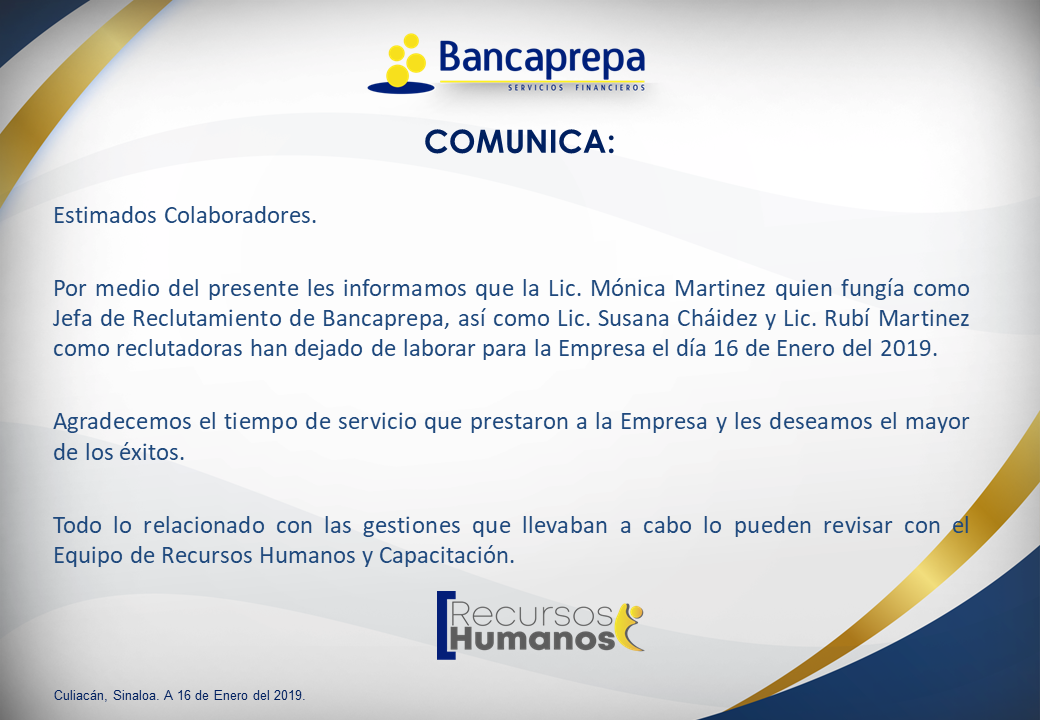 Bancaprepa
SERVICIOS FINANCIEROS
COMUNICA:
Estimados Colaboradores.
Por medio del presente les informamos que la Lic. Mónica Martinez quien fungía como
Jefa de Reclutamiento de Bancaprepa, así como Lic. Susana Cháidez y Lic. Rubí Martinez
como reclutadoras han dejado de laborar para la Empresa el día 16 de Enero del 2019.
Agradecemos el tiempo de servicio que prestaron a la Empresa y les deseamos el mayor
de los éxitos.
Todo lo relacionado con las gestiones que llevaban a cabo lo pueden revisar con el
Equipo de Recursos Humanos y Capacitación.
Recursos
Humanos
Culiacán, Sinaloa. A 16 de Enero del 2019.